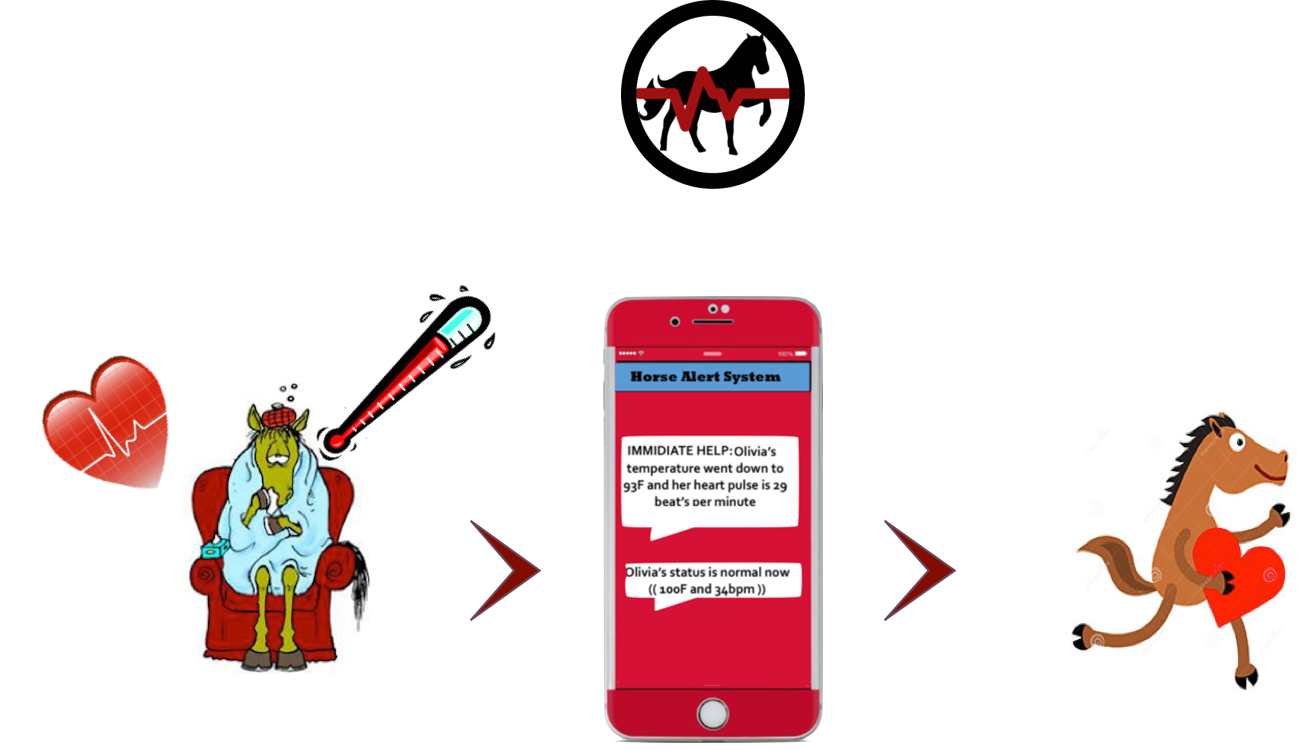 100%
Horse Alert System
IMMIDIATE HELP:Olivia's
temperature went down to
93F and her heart pulse is 29
beat's per minute
Olivia's status is normal now
(( 100F and 34bpm ))